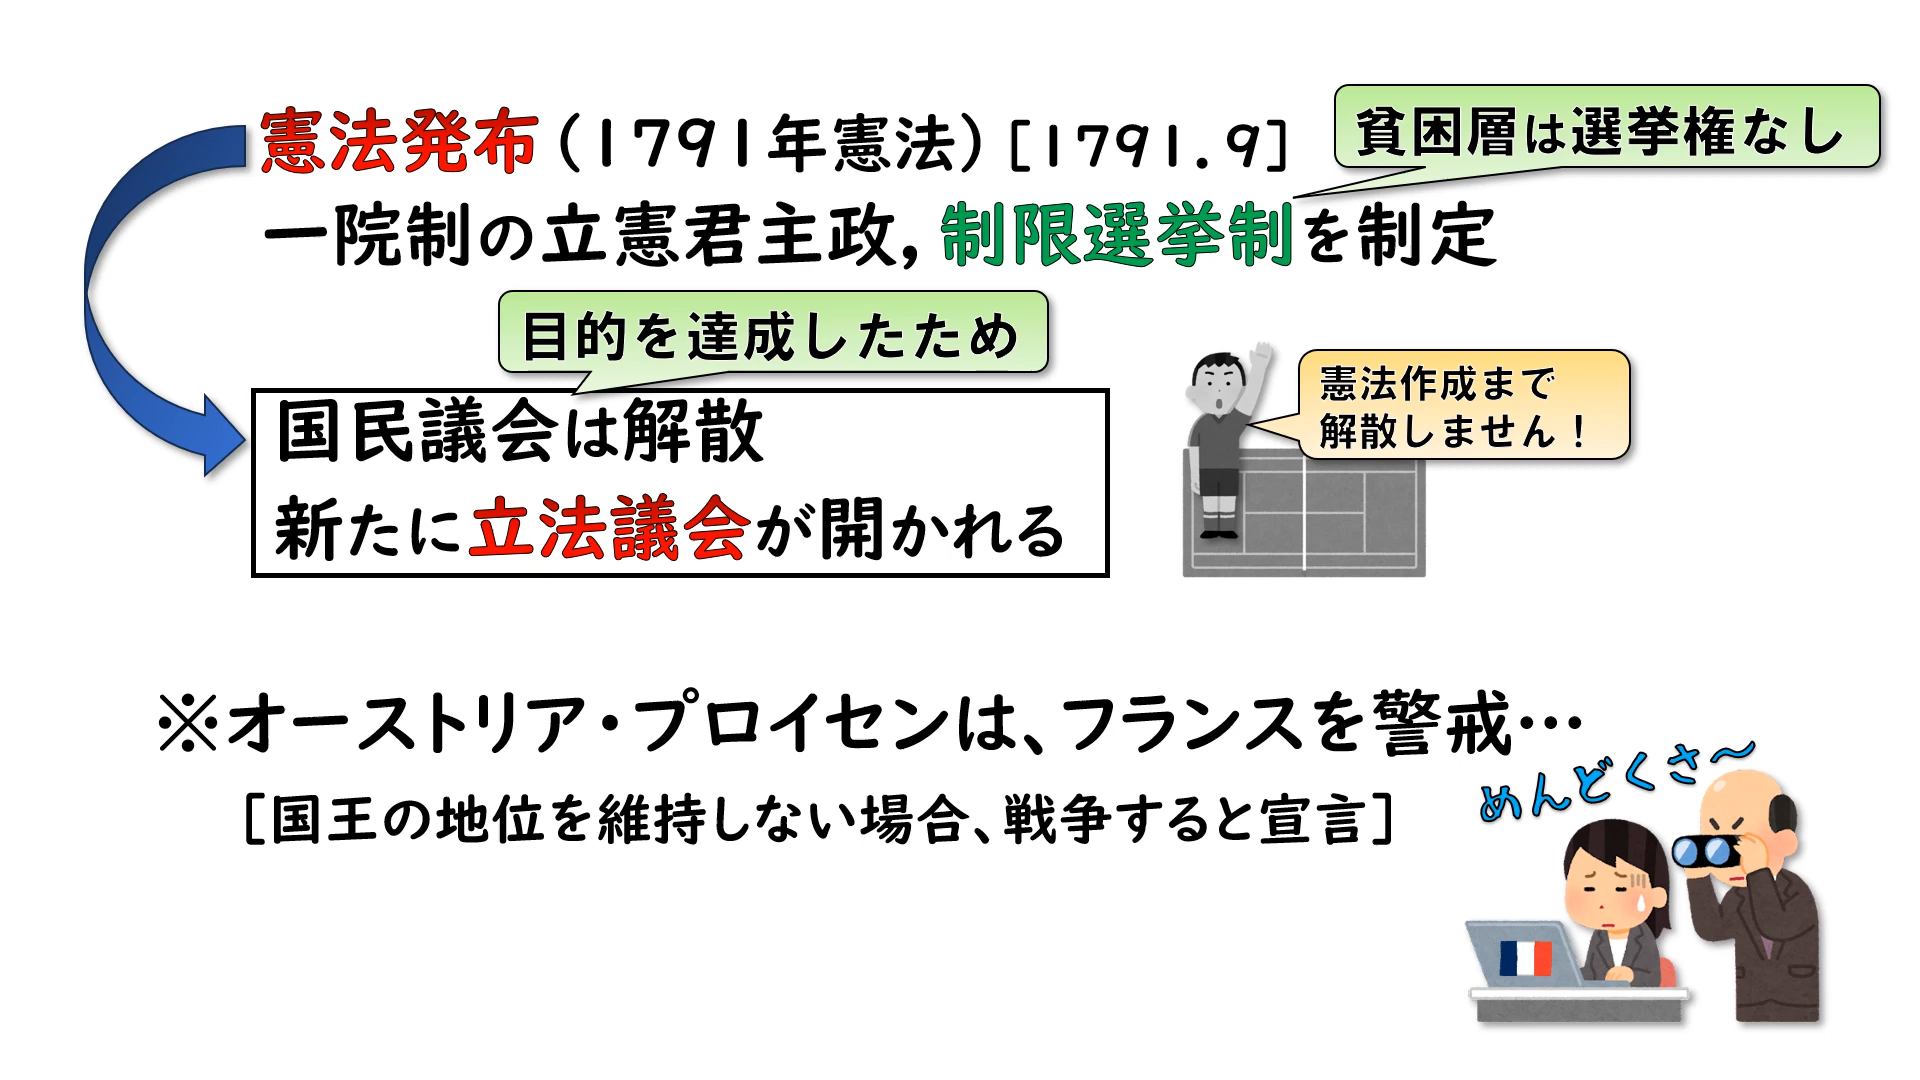 憲法発布(1791年憲法)[1791.9]
貧困層は選挙権なし
一院制の立憲君主政,制限選挙制を制定
目的を達成したため
国民議会は解散
新たに立法議会が開かれる
憲法作成まで
解散しません!
※オーストリア・プロイセンは、フランスを警戒…
[国王の地位を維持しない場合、戦争すると宣言]
めんどくさ～